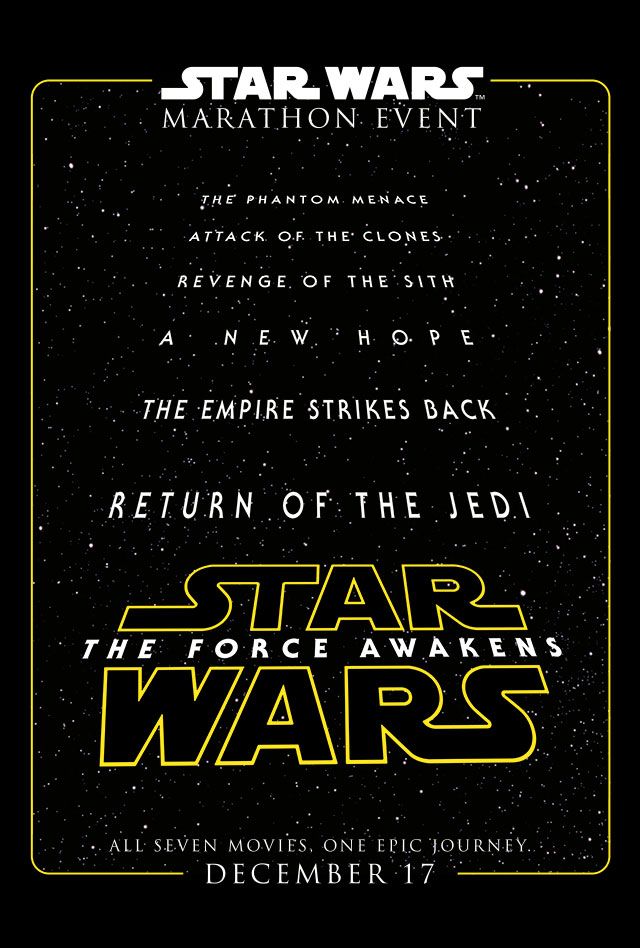 STAR WARS™
MARATHON EVENT
THE PHANTOM MENACE
ATTACK OF THE CLONES
REVENGE OF THE SITH
A NEW HOPE
THE EMPIRE STRIKES BACK
RETURN OF THE JEDI
STAR
THE FORCE AWAKENS
WARS
ALL SEVEN MOVIES, ONE EPIC JOURNEY
DECEMBER 17